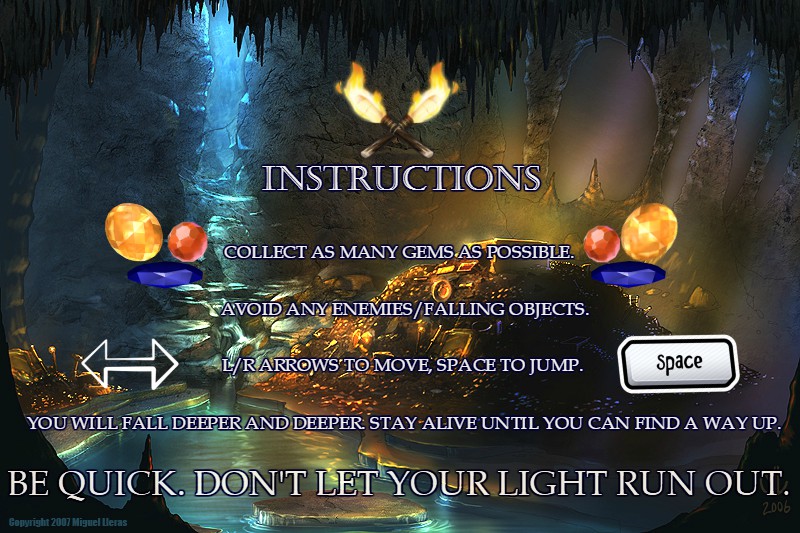 INSTRUCTIONS
COLLECT AS MANY GEMS AS POSSIBLE.
AVOID ANY ENEMIES/FALLING OBJECTS.
L/R ARROWS TO MOVE, SPACE TO JUMP.
Space
YOU WILL FALL DEEPER AND DEEPER. STAY ALIVE UNTIL YOU CAN FIND A WAY UP.
BE QUICK. DON'T LET YOUR LIGHT RUN OUT.
2006
Copyright 2007 Miguel Lleras